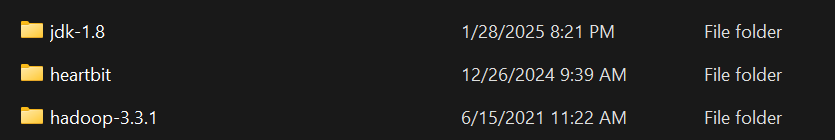 jdk-1.8 1/28/2025 8:21 PM File folder
heartbit 12/26/2024 9:39 AM File folder
hadoop-3.3.1 6/15/2021 11:22 AM File folder